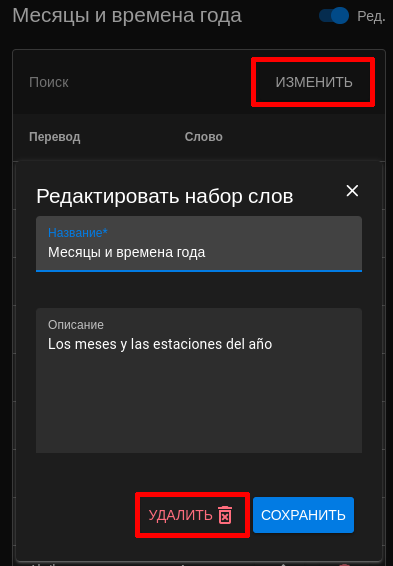 Месяцы и времена года
Ред.
Поиск
ИЗМЕНИТЬ
Перевод Слово
Редактировать набор слов
Название*
Месяцы и времена года
Описание
Los meses y las estaciones del año
УДАЛИТЬ
СОХРАНИТЬ